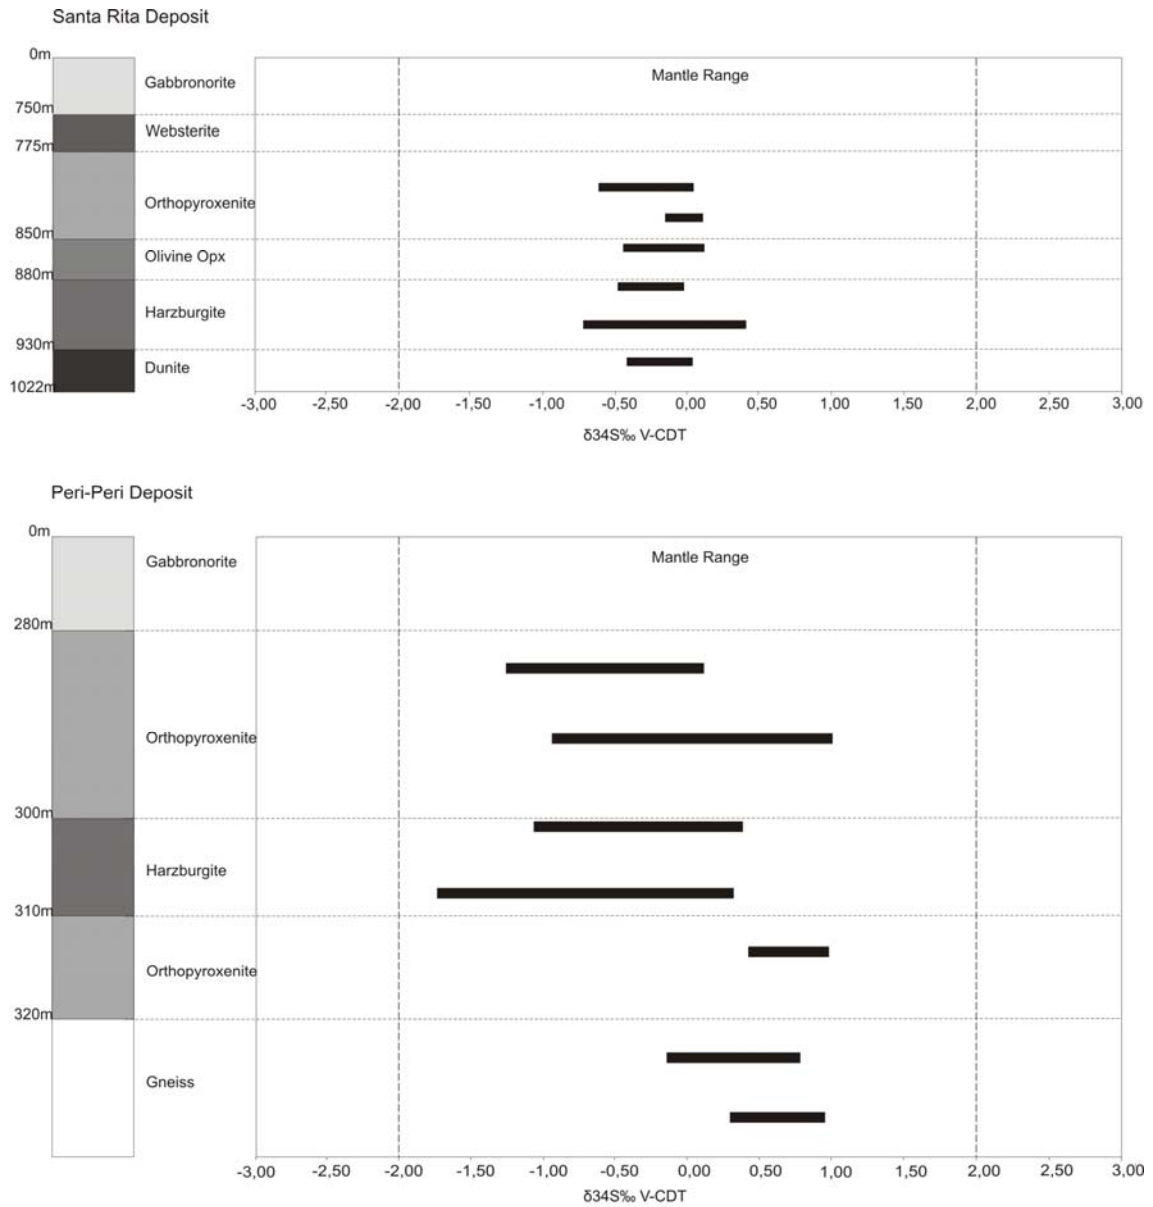 Santa Rita Deposit
0m
Gabbronorite
Mantle Range
750m
Websterite
775m
Orthopyroxenite
850m
Olivine Opx
880m
Harzburgite
930m
Dunite
1022m
-3,00 -2,50 -2,00 -1,50 -1,00 -0,50 0,00 0,50 1,00 1,50 2,00 2,50 3,00
δ34S‰ V-CDT
Peri-Peri Deposit
0m
Gabbronorite
Mantle Range
280m
Orthopyroxenite
300m
Harzburgite
310m
Orthopyroxenite
320m
Gneiss
-3,00 -2,50 -2,00 -1,50 -1,00 -0,50 0,00 0,50 1,00 1,50 2,00 2,50 3,00
δ34S‰ V-CDT